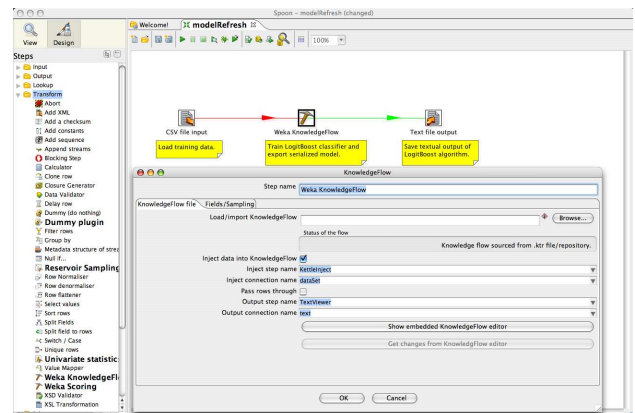 Spoon - modelRefresh (changed)
View
Design
Welcome!
modelRefresh
100%
Steps
Input
Output
Lookup
Transform
Abort
Add XML
Add a checksum
Add constants
Add sequence
Append streams
Blocking Step
Calculator
Clone row
Closure Generator
Data Validator
Delay row
Dummy (do nothing)
Dummy plugin
Filter rows
Group by
Metadata structure of strea
Null if...
Reservoir Sampling
Row Normaliser
Row denormaliser
Row flattener
Select values
Sort rows
Split Fields
Split field to rows
Switch / Case
Unique rows
Univariate statistic
Value Mapper
Weka KnowledgeFl
Weka Scoring
XSD Validator
XSL Transformation
CSV file input
Weka KnowledgeFlow
Text file output
Load training data.
Train LogitBoost classifier and
export serialized model.
Save textual output of
LogitBoost algorithm.
KnowledgeFlow
Step name Weka KnowledgeFlow
KnowledgeFlow file
Fields/Sampling
Load/import KnowledgeFlow
Browse...
Status of the flow
Knowledge flow sourced from .ktr file/repository.
Inject data into KnowledgeFlow
Inject step name KettleInject
Inject connection name dataSet
Pass rows through
Output step name TextViewer
Output connection name text
Show embedded KnowledgeFlow editor
Get changes from KnowledgFlow editor
OK
Cancel